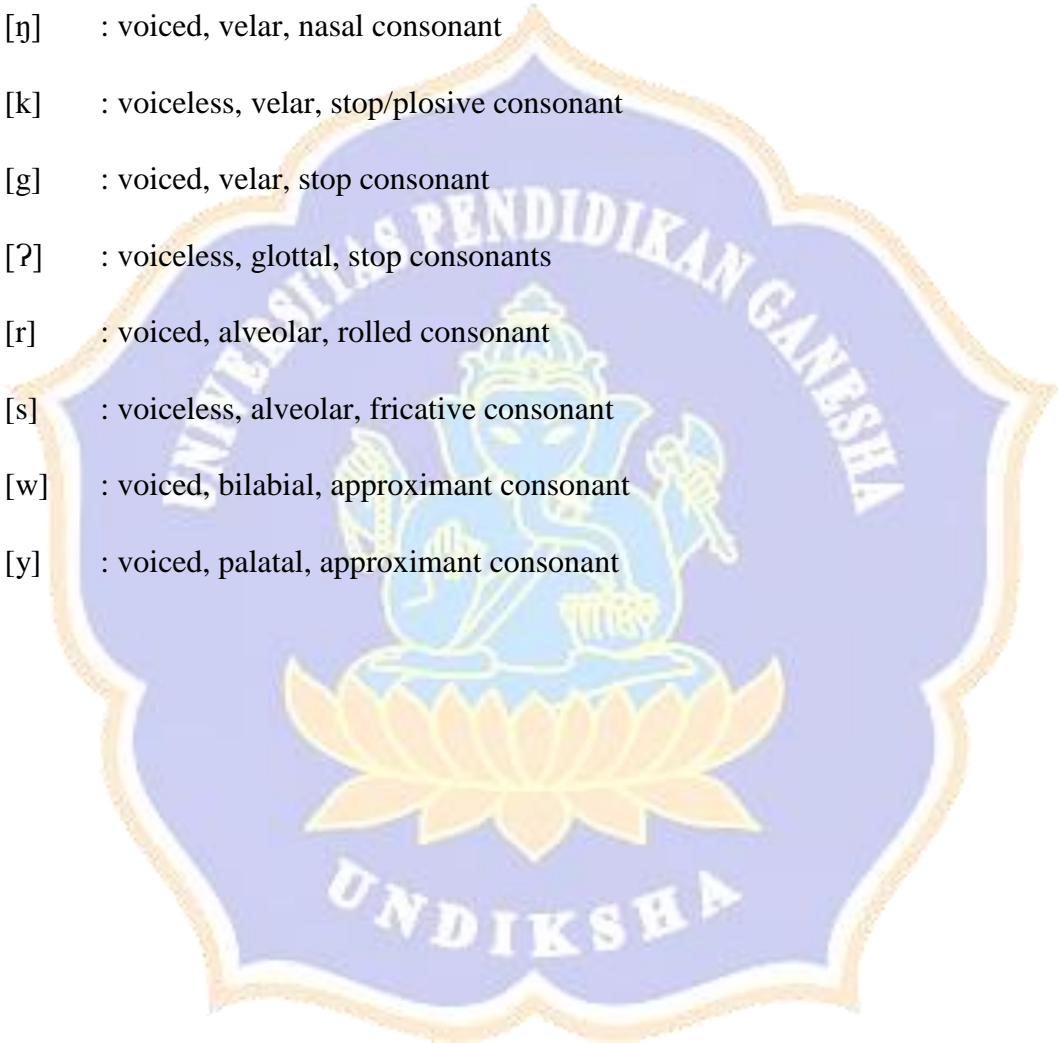 [ŋ] : voiced, velar, nasal consonant
[k] : voiceless, velar, stop/plosive consonant
[g] : voiced, velar, stop consonant
[ʔ] : voiceless, glottal, stop consonants
[r] : voiced, alveolar, rolled consonant
[s] : voiceless, alveolar, fricative consonant
[w] : voiced, bilabial, approximant consonant
[y] : voiced, palatal, approximant consonant
UNIVERSITAS PENDIDIKAN GANESHA
UNDIKSHA